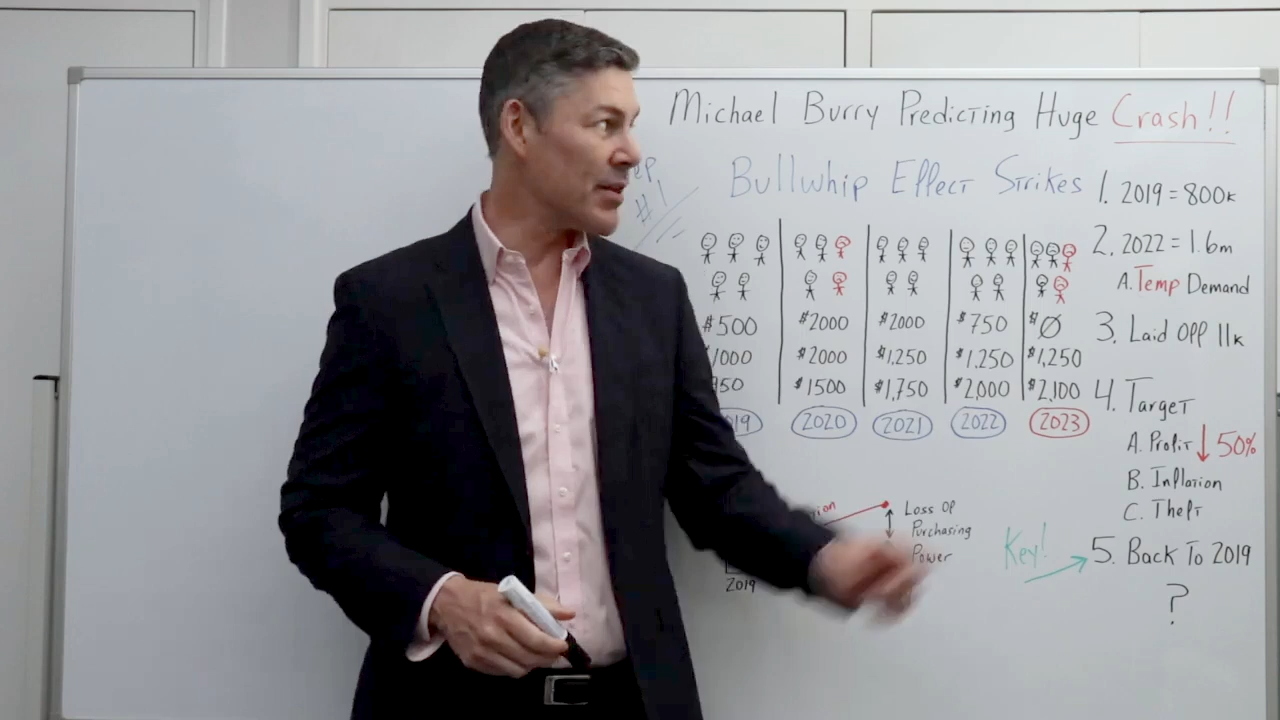 Michael Burry Predicting Huge Crash!!
Bullwhip Effect Strikes
ep
#1
$500 $2000 $2000 $750 $Ø
1000 $2000 $1,250 $1,250 $1,250
$1500 $1,750 $2,000 $2,100
2020 2021 2022 2023
1. 2019 = 800k
2. 2022 = 1.6m
A. Temp Demand
3. Laid Off 11k
4. Target
A. Profit ↓ 50%
B. Inflation
C. Theft
Key! → 5. Back To 2019
?
Loss Of
Purchasing
Power
2019